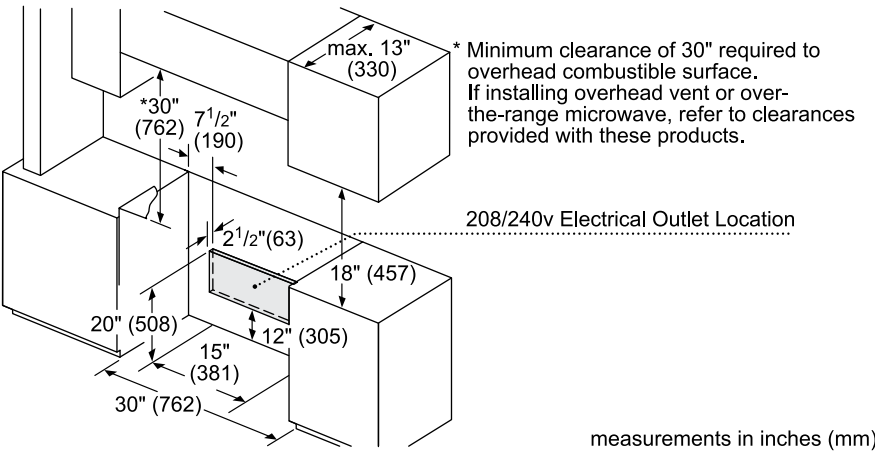 max. 13"
(330)
* Minimum clearance of 30" required to
overhead combustible surface.
If installing overhead vent or over-
the-range microwave, refer to clearances
provided with these products.
*30"
(762)
7 1/2"
(190)
208/240v Electrical Outlet Location
2 1/2"(63)
18" (457)
20" (508)
12" (305)
15"
(381)
30" (762)
measurements in inches (mm)